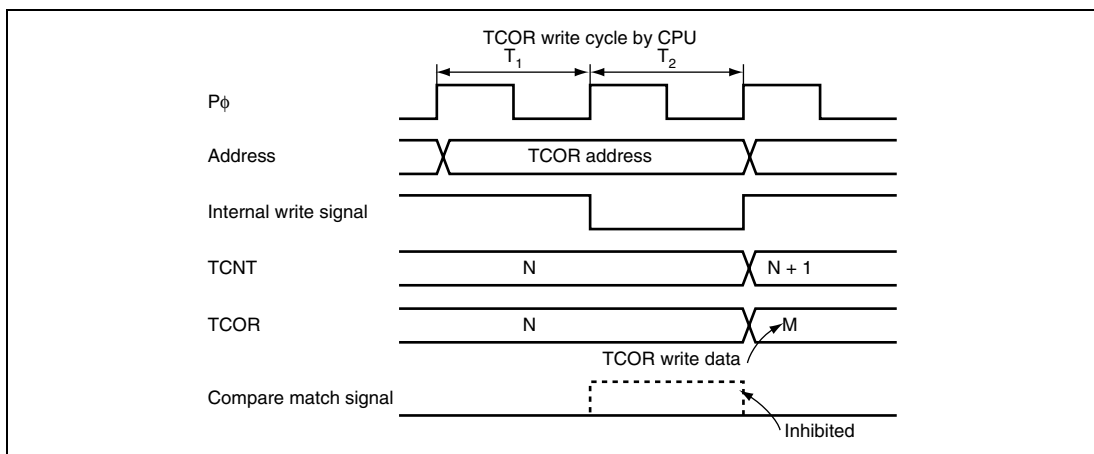 TCOR write cycle by CPU
T1 T2
Pϕ
Address TCOR address
Internal write signal
TCNT N N + 1
TCOR N M
TCOR write data
Compare match signal
Inhibited